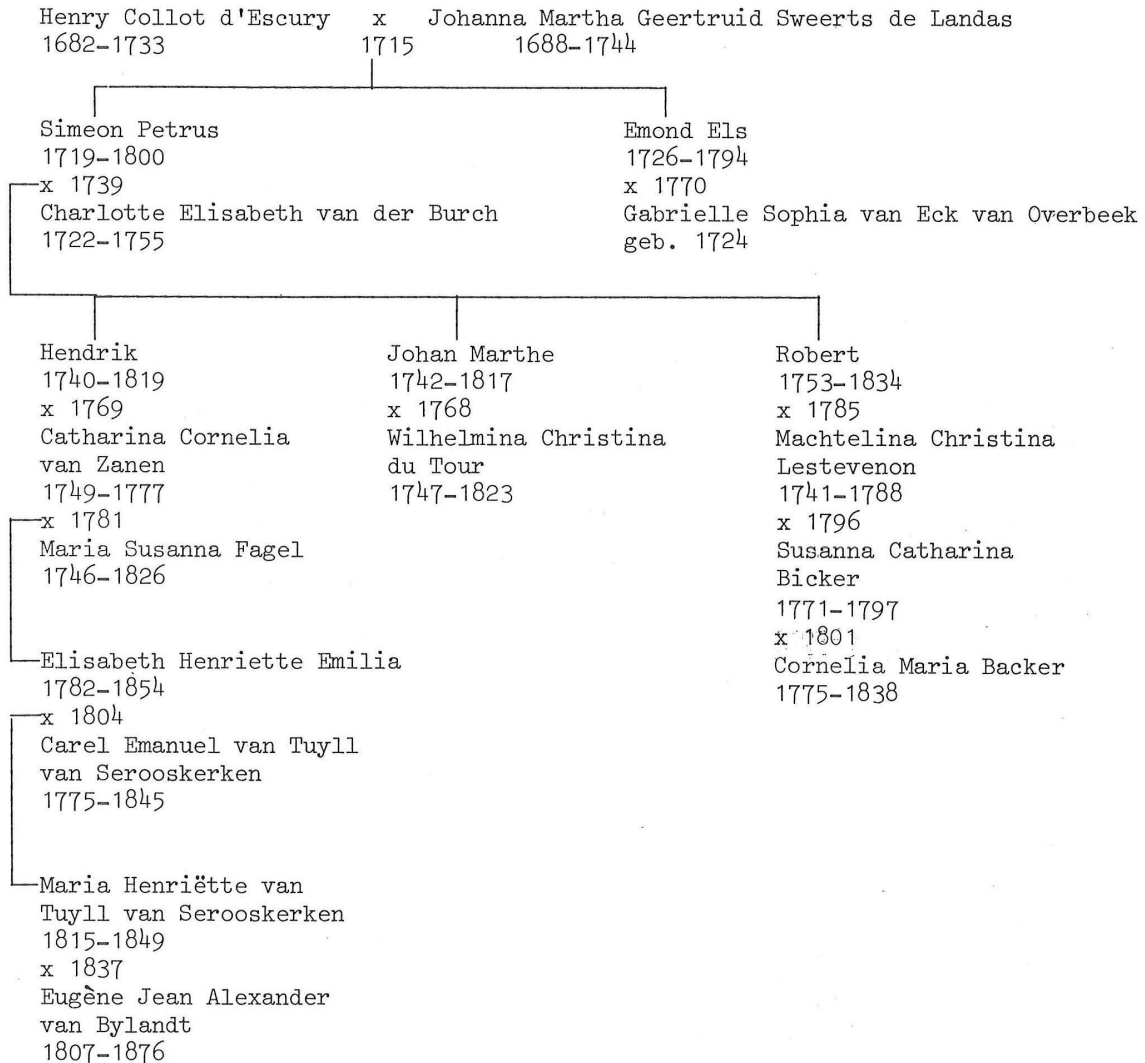 Henry Collot d'Escury x Johanna Martha Geertruid Sweerts de Landas
1682-1733 1715 1688-1744
Simeon Petrus
1719-1800
x 1739
Charlotte Elisabeth van der Burch
1722-1755
Emond Els
1726-1794
x 1770
Gabrielle Sophia van Eck van Overbeek
geb. 1724
Hendrik
1740-1819
x 1769
Catharina Cornelia
van Zanen
1749-1777
x 1781
Maria Susanna Fagel
1746-1826
Johan Marthe
1742-1817
x 1768
Wilhelmina Christina
du Tour
1747-1823
Robert
1753-1834
x 1785
Machtelina Christina
Lestevenon
1741-1788
x 1796
Susanna Catharina
Bicker
1771-1797
x 1801
Cornelia Maria Backer
1775-1838
Elisabeth Henriette Emilia
1782-1854
x 1804
Carel Emanuel van Tuyll
van Serooskerken
1775-1845
Maria Henriëtte van
Tuyll van Serooskerken
1815-1849
x 1837
Eugène Jean Alexander
van Bylandt
1807-1876